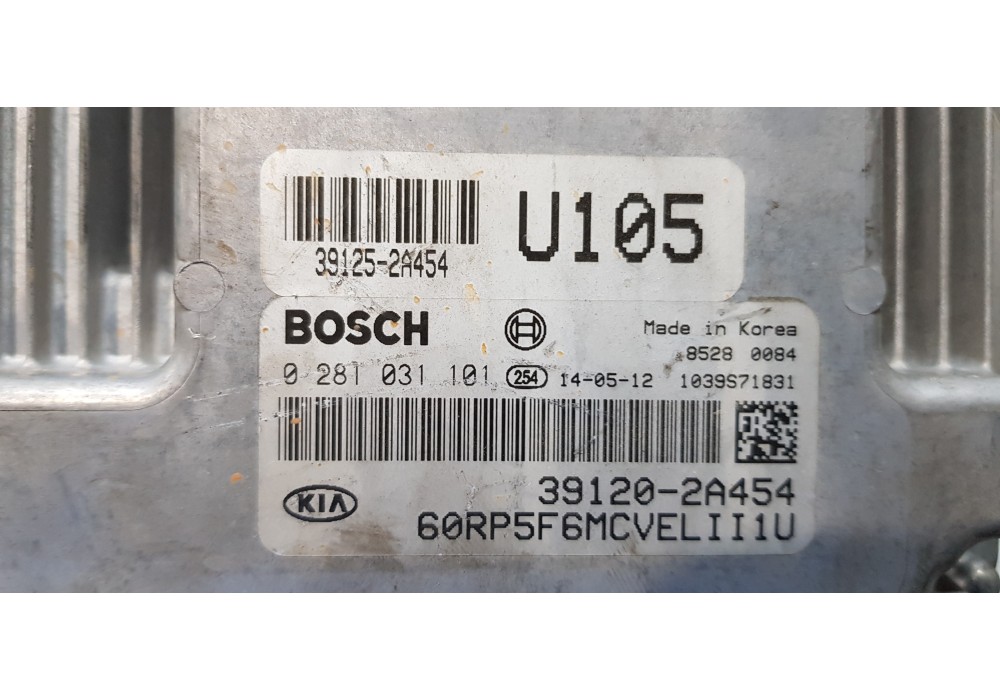 U105
39125-2A454
BOSCH
Made in Korea
8528 0084
0 281 031 101 254 14-05-12 1039S71831
39120-2A454
KIA
60RP5F6MCVELII1U